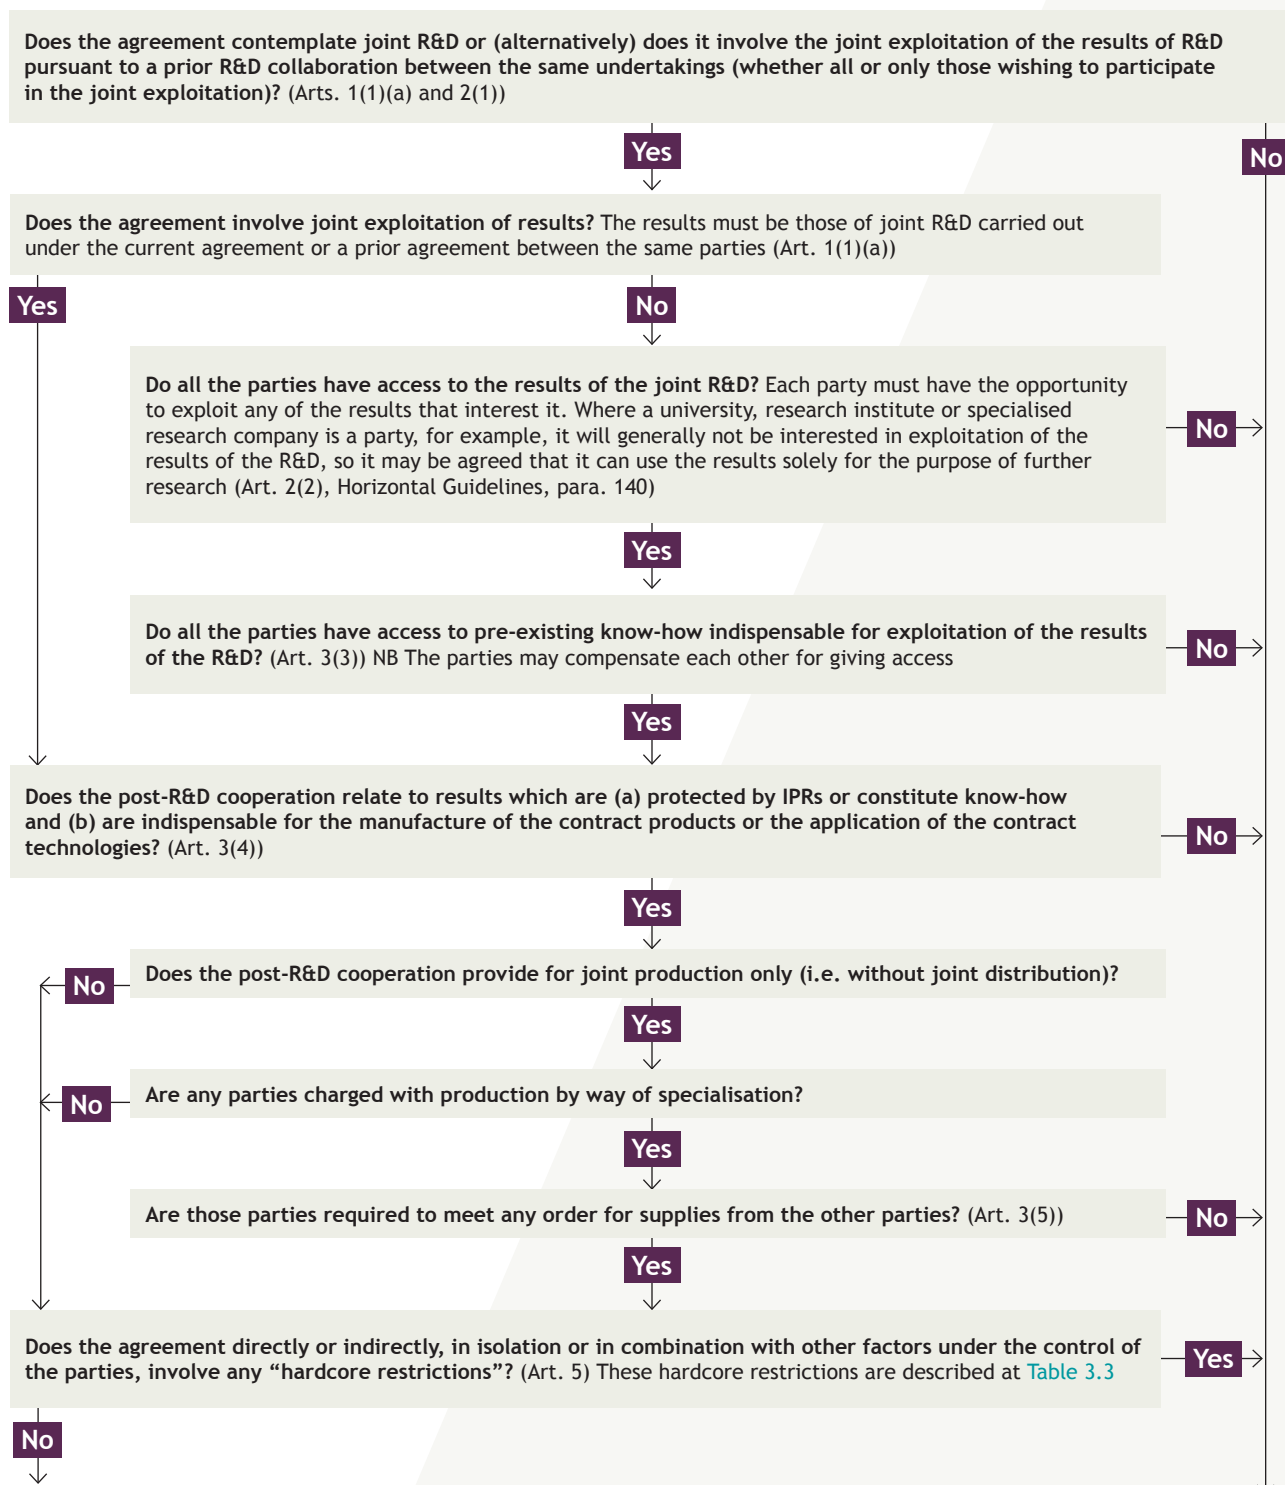 Does the agreement contemplate joint R&D or (alternatively) does it involve the joint exploitation of the results of R&D
pursuant to a prior R&D collaboration between the same undertakings (whether all or only those wishing to participate
in the joint exploitation)? (Arts. 1(1)(a) and 2(1))
Yes
No
Does the agreement involve joint exploitation of results? The results must be those of joint R&D carried out
under the current agreement or a prior agreement between the same parties (Art. 1(1)(a))
Yes
No
Do all the parties have access to the results of the joint R&D? Each party must have the opportunity
to exploit any of the results that interest it. Where a university, research institute or specialised
research company is a party, for example, it will generally not be interested in exploitation of the
results of the R&D, so it may be agreed that it can use the results solely for the purpose of further
research (Art. 2(2), Horizontal Guidelines, para. 140)
No
Yes
Do all the parties have access to pre-existing know-how indispensable for exploitation of the results
of the R&D? (Art. 3(3)) NB The parties may compensate each other for giving access
No
Yes
Does the post-R&D cooperation relate to results which are (a) protected by IPRs or constitute know-how
and (b) are indispensable for the manufacture of the contract products or the application of the contract
technologies? (Art. 3(4))
No
Yes
Does the post-R&D cooperation provide for joint production only (i.e. without joint distribution)?
No
Yes
Are any parties charged with production by way of specialisation?
No
Yes
Are those parties required to meet any order for supplies from the other parties? (Art. 3(5))
No
Yes
Does the agreement directly or indirectly, in isolation or in combination with other factors under the control of
the parties, involve any “hardcore restrictions”? (Art. 5) These hardcore restrictions are described at Table 3.3
Yes
No